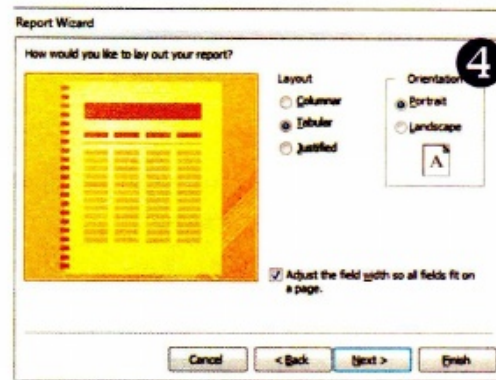 Report Wizard
4
How would you like to lay out your report?
Layout
Columnar
Tabular
Justified
Orientation
Portrait
Landscape
A
Adjust the field width so all fields fit on
a page.
Cancel
< Back
Next >
Finish